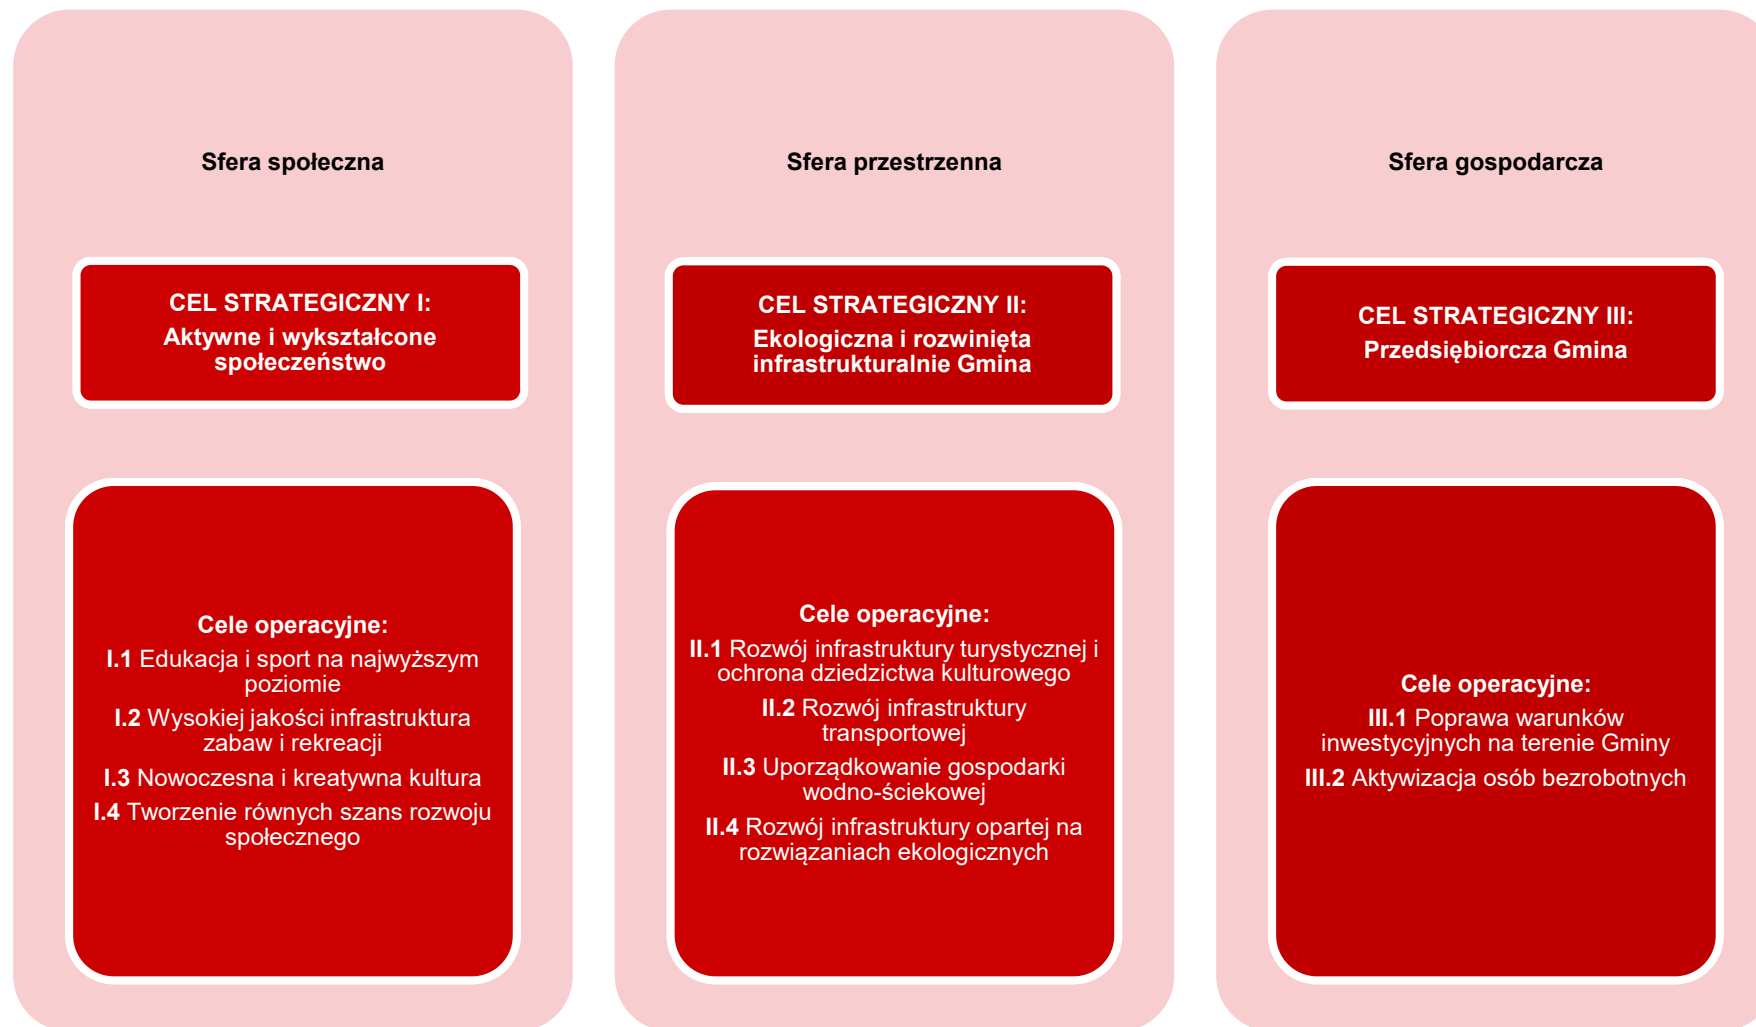 Sfera społeczna
CEL STRATEGICZNY I:
Aktywne i wykształcone
społeczeństwo
Cele operacyjne:
I.1 Edukacja i sport na najwyższym
poziomie
I.2 Wysokiej jakości infrastruktura
zabaw i rekreacji
I.3 Nowoczesna i kreatywna kultura
I.4 Tworzenie równych szans rozwoju
społecznego
Sfera przestrzenna
CEL STRATEGICZNY II:
Ekologiczna i rozwinięta
infrastrukturalnie Gmina
Cele operacyjne:
II.1 Rozwój infrastruktury turystycznej i
ochrona dziedzictwa kulturowego
II.2 Rozwój infrastruktury
transportowej
II.3 Uporządkowanie gospodarki
wodno-ściekowej
II.4 Rozwój infrastruktury opartej na
rozwiązaniach ekologicznych
Sfera gospodarcza
CEL STRATEGICZNY III:
Przedsiębiorcza Gmina
Cele operacyjne:
III.1 Poprawa warunków
inwestycyjnych na terenie Gminy
III.2 Aktywizacja osób bezrobotnych